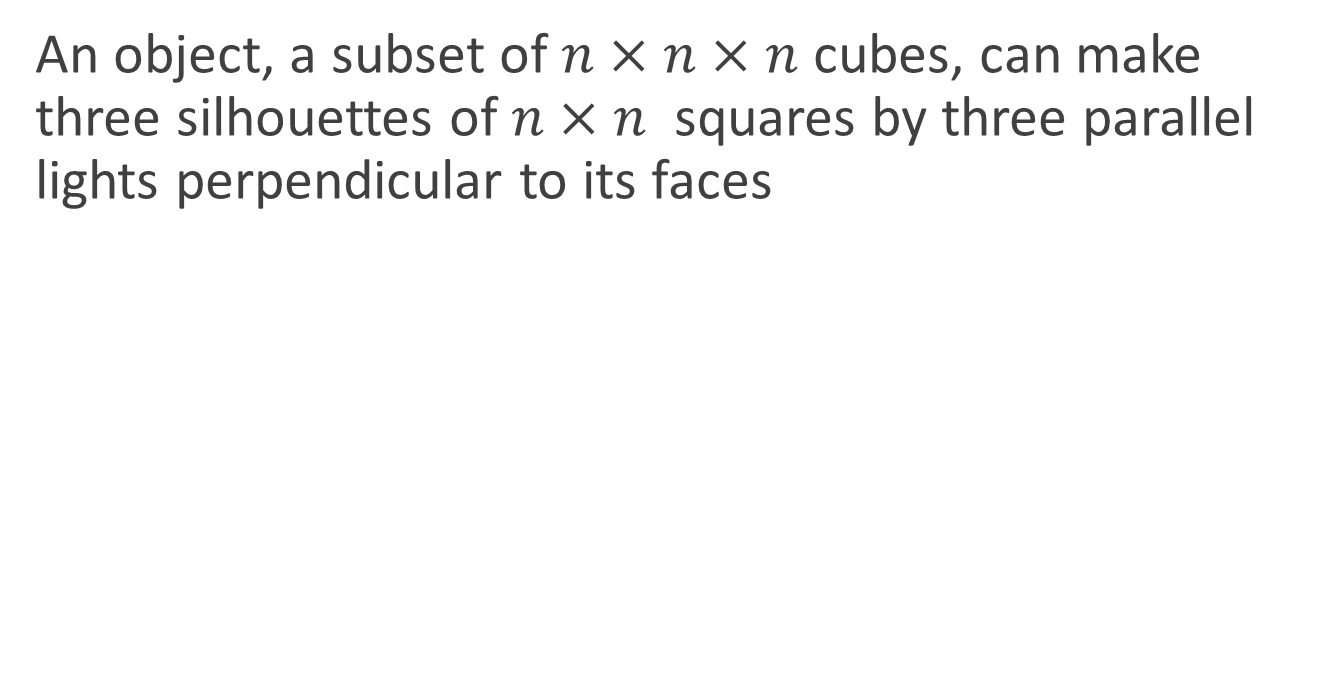 An object, a subset of n × n × n cubes, can make
three silhouettes of n × n squares by three parallel
lights perpendicular to its faces